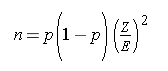 n = p(1 − p)(Z/E)²